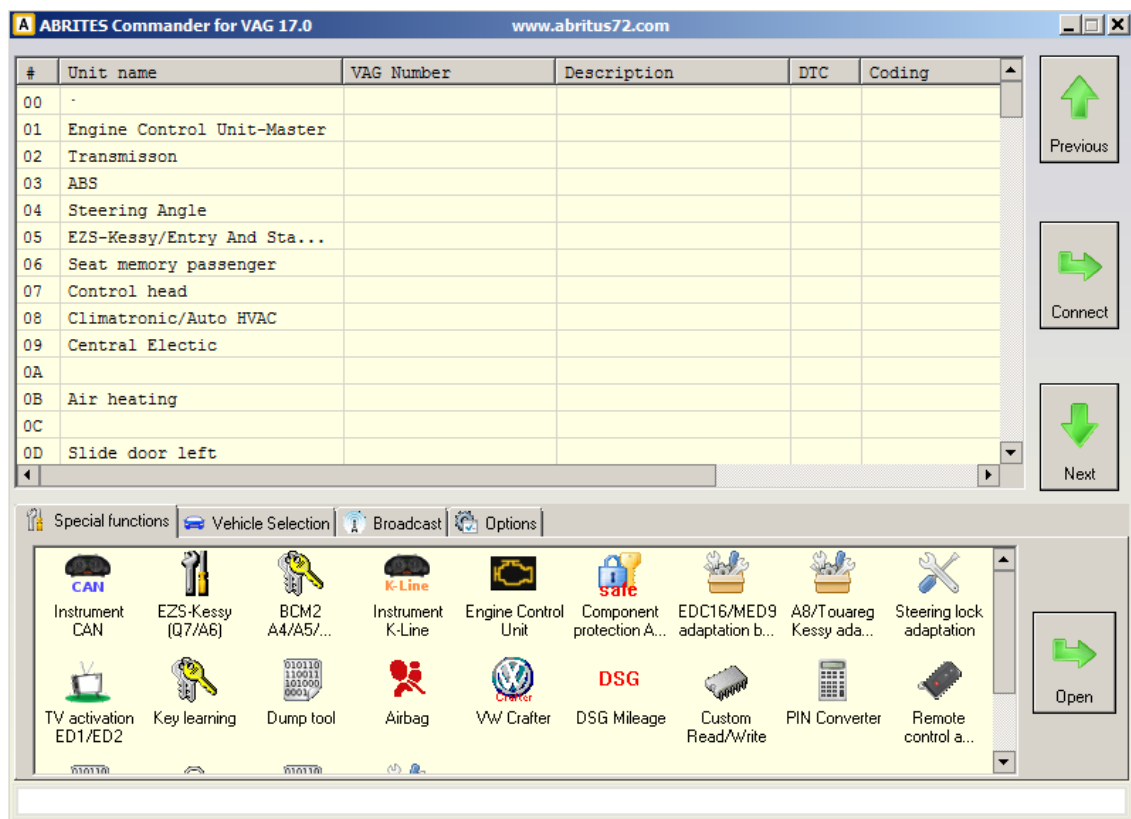 ABRITES Commander for VAG 17.0 www.abritus72.com
# Unit name VAG Number Description DTC Coding
00 -
01 Engine Control Unit-Master
02 Transmisson
03 ABS
04 Steering Angle
05 EZS-Kessy/Entry And Sta...
06 Seat memory passenger
07 Control head
08 Climatronic/Auto HVAC
09 Central Electic
0A
0B Air heating
0C
0D Slide door left
Previous
Connect
Next
Special functions Vehicle Selection Broadcast Options
CAN K-Line safe
Instrument CAN
EZS-Kessy (Q7/A6)
BCM2 A4/A5/...
Instrument K-Line
Engine Control Unit
Component protection A...
EDC16/MED9 adaptation b...
A8/Touareg Kessy ada...
Steering lock adaptation
010110
110011
101000
0001
Crafter
DSG
TV activation ED1/ED2
Key learning
Dump tool
Airbag
VW Crafter
DSG Mileage
Custom Read/Write
PIN Converter
Remote control a...
010110 010110
Open